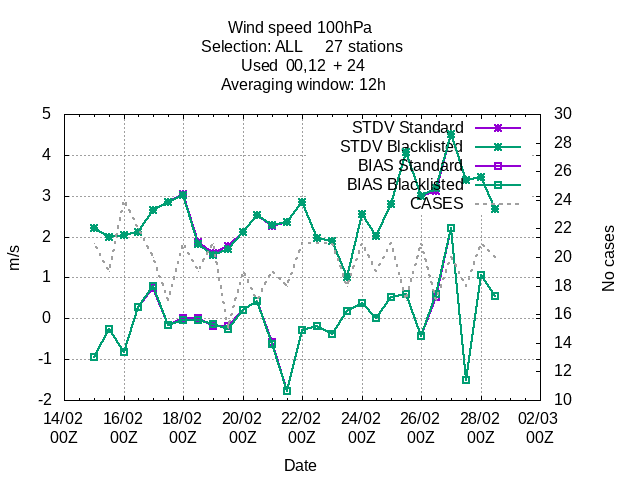 Wind speed 100hPa
Selection: ALL 27 stations
Used 00,12 + 24
Averaging window: 12h
5 30
STDV Standard
28
STDV Blacklisted
4
BIAS Standard
26
BIAS Blacklisted
24
CASES
3
22
2
20
m/s
No cases
1
18
0
16
14
-1
12
-2 10
14/02 16/02 18/02 20/02 22/02 24/02 26/02 28/02 02/03
00Z 00Z 00Z 00Z 00Z 00Z 00Z 00Z 00Z
Date